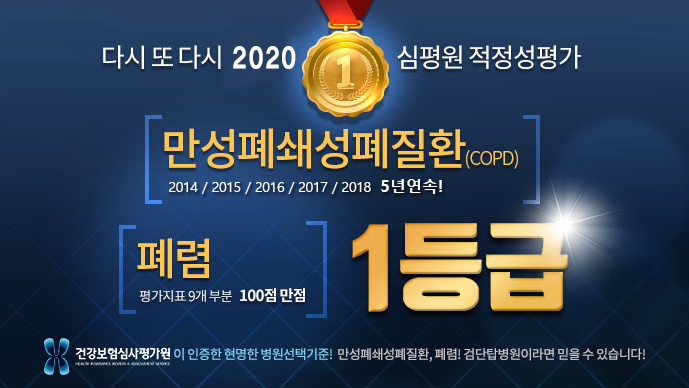 다시 또 다시 2020 심평원 적정성평가
1
만성폐쇄성폐질환(COPD)
2014 / 2015 / 2016 / 2017 / 2018 5년연속!
폐렴
평가지표 9개 부분 100점 만점
1등급
건강보험심사평가원 이 인증한 현명한 병원선택기준! 만성폐쇄성폐질환, 폐렴! 검단탑병원이라면 믿을 수 있습니다!
HEALTH INSURANCE REVIEW & ASSESSMENT SERVICE